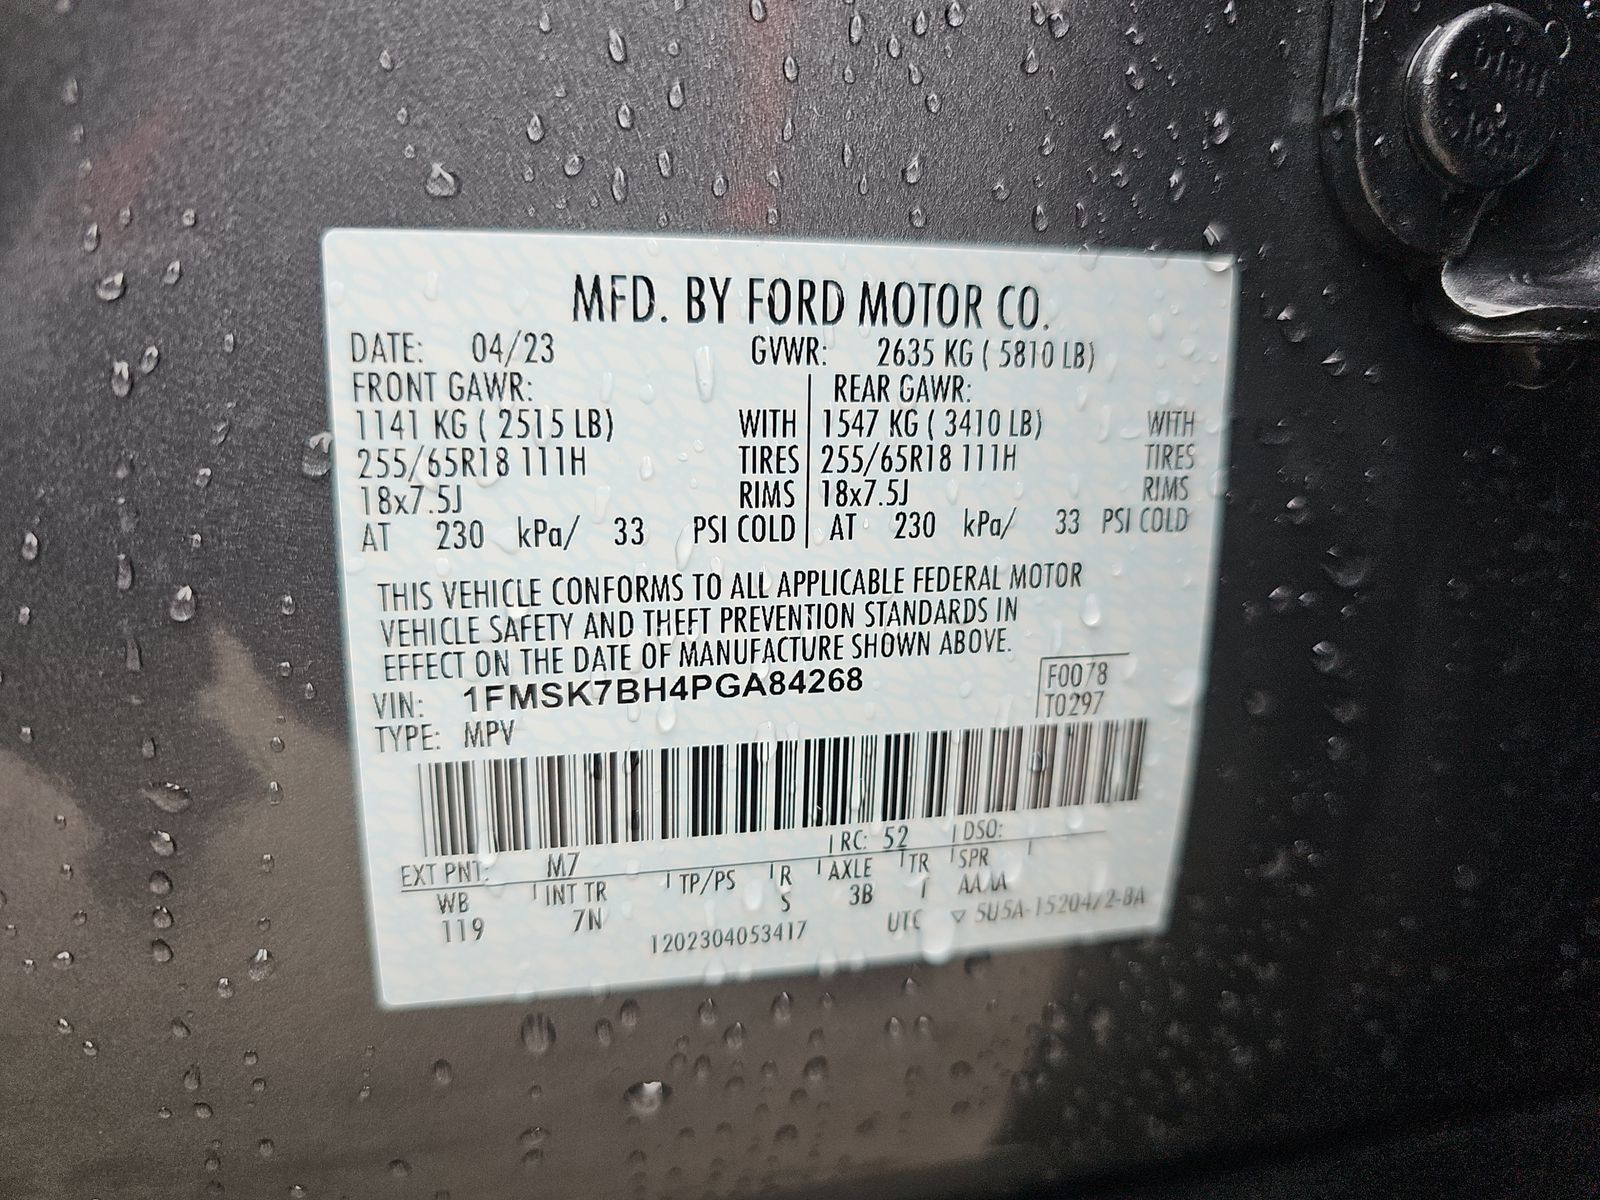 MFD. BY FORD MOTOR CO.
DATE: 04/23 GVWR: 2635 KG ( 5810 LB)
FRONT GAWR: REAR GAWR:
1141 KG ( 2515 LB) WITH 1547 KG ( 3410 LB) WITH
255/65R18 111H TIRES 255/65R18 111H TIRES
18x7.5J RIMS 18x7.5J RIMS
AT 230 kPa/ 33 PSI COLD AT 230 kPa/ 33 PSI COLD
THIS VEHICLE CONFORMS TO ALL APPLICABLE FEDERAL MOTOR
VEHICLE SAFETY AND THEFT PREVENTION STANDARDS IN
EFFECT ON THE DATE OF MANUFACTURE SHOWN ABOVE.
VIN: 1FMSK7BH4PGA84268
F0078
T0297
TYPE: MPV
EXT PNT: M7 RC: 52 DSO:
WB INT TR TP/PS R AXLE TR SPR
119 7N S 3B AAAA
1202304053417 UTC ▽ 5U5A-1520472-BA